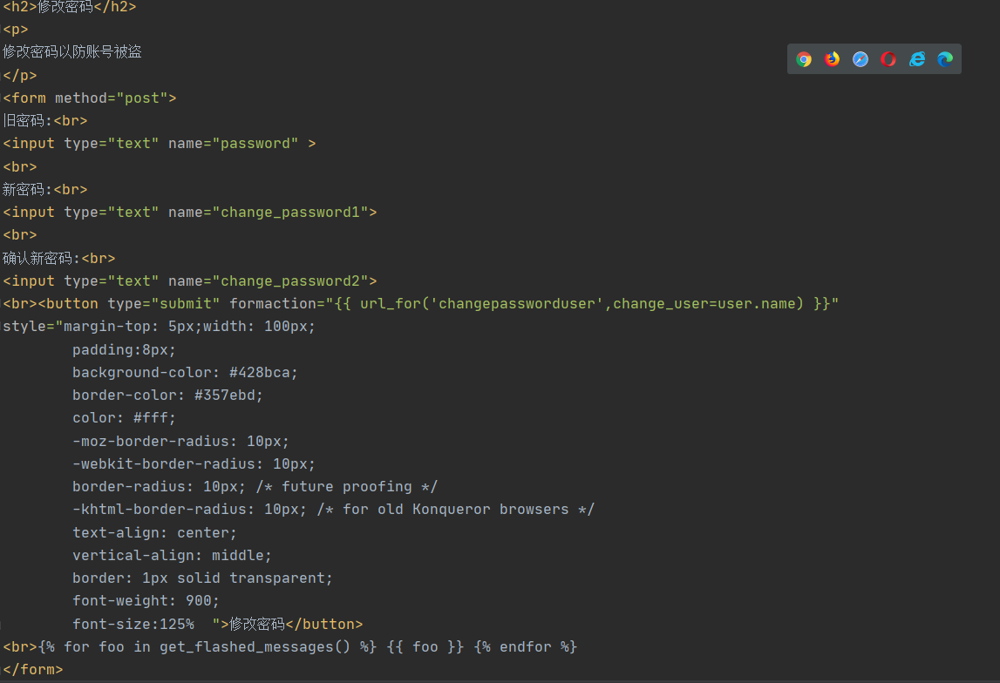 <h2>修改密码</h2>
<p>
修改密码以防账号被盗
</p>
<form method="post">
旧密码:<br>
<input type="text" name="password" >
<br>
新密码:<br>
<input type="text" name="change_password1">
<br>
确认新密码:<br>
<input type="text" name="change_password2">
<br><button type="submit" formaction="{{ url_for('changepassworduser',change_user=user.name) }}"
style="margin-top: 5px;width: 100px;
        padding:8px;
        background-color: #428bca;
        border-color: #357ebd;
        color: #fff;
        -moz-border-radius: 10px;
        -webkit-border-radius: 10px;
        border-radius: 10px; /* future proofing */
        -khtml-border-radius: 10px; /* for old Konqueror browsers */
        text-align: center;
        vertical-align: middle;
        border: 1px solid transparent;
        font-weight: 900;
        font-size:125%  ">修改密码</button>
<br>{% for foo in get_flashed_messages() %} {{ foo }} {% endfor %}
</form>